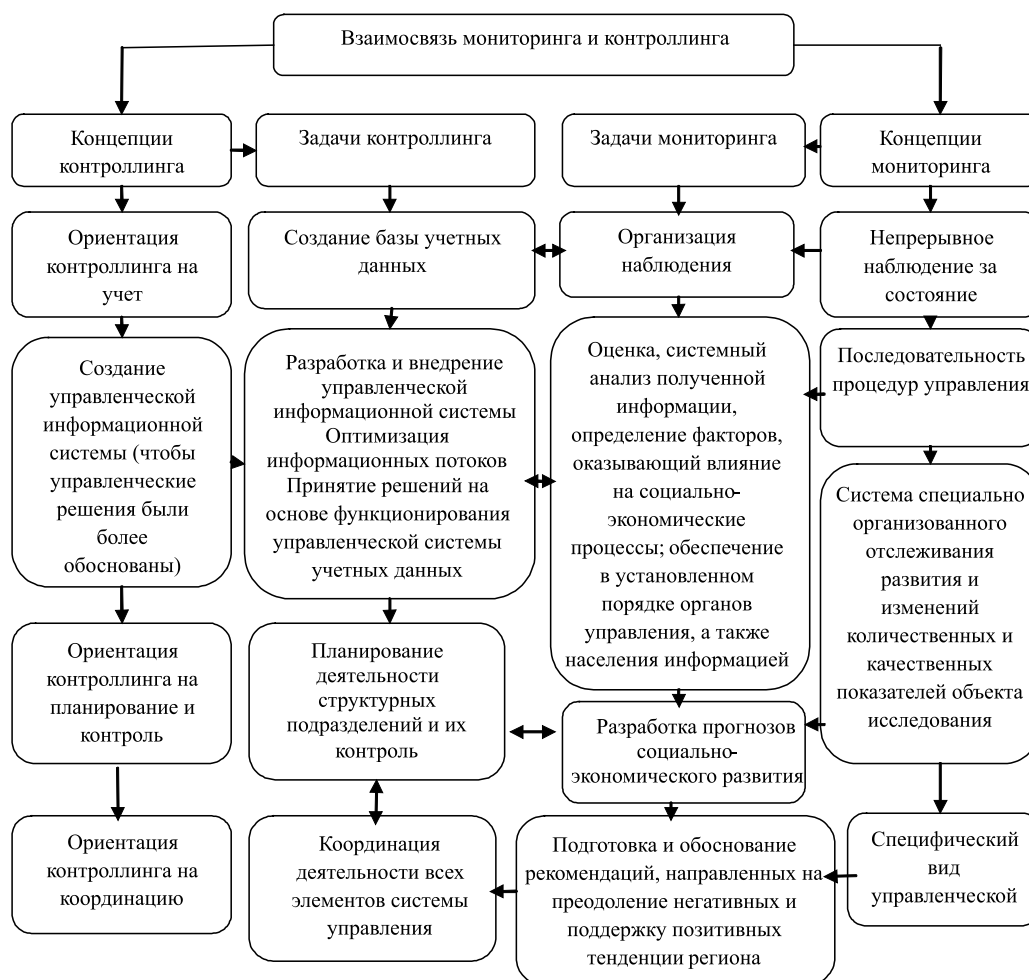 Взаимосвязь мониторинга и контроллинга
Концепции
контроллинга
Задачи контроллинга
Задачи мониторинга
Концепции
мониторинга
Ориентация
контроллинга на
учет
Создание базы учетных
данных
Организация
наблюдения
Непрерывное
наблюдение за
состояние
Создание
управленческой
информационной
системы (чтобы
управленческие
решения были
более
обоснованы)
Разработка и внедрение
управленческой
информационной системы
Оптимизация
информационных потоков
Принятие решений на
основе функционирования
управленческой системы
учетных данных
Оценка, системный
анализ полученной
информации,
определение факторов,
оказывающий влияние
на социально-
экономические
процессы; обеспечение
в установленном
порядке органов
управления, а также
населения информацией
Последовательность
процедур управления
Система специально
организованного
отслеживания
развития и
изменений
количественных и
качественных
показателей объекта
исследования
Ориентация
контроллинга на
планирование и
контроль
Планирование
деятельности
структурных
подразделений и их
контроль
Разработка прогнозов
социально-
экономического развития
Ориентация
контроллинга на
координацию
Координация
деятельности всех
элементов системы
управления
Подготовка и обоснование
рекомендаций, направленных на
преодоление негативных и
поддержку позитивных
тенденции региона
Специфический
вид
управленческой